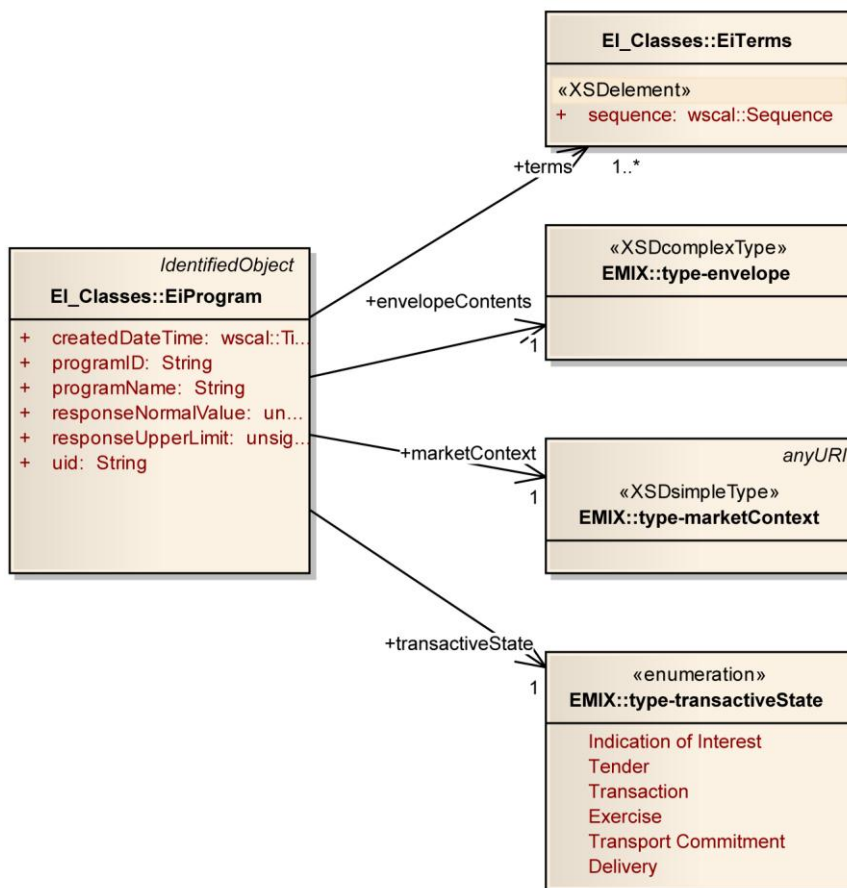 EI_Classes::EiTerms
«XSDelement»
+ sequence: wscal::Sequence
+terms
1..*
«XSDcomplexType»
EMIX::type-envelope
IdentifiedObject
EI_Classes::EiProgram
+envelopeContents
1
+ createdDateTime: wscal::Ti...
+ programID: String
+ programName: String
+ responseNormalValue: un...
+ responseUpperLimit: unsig...
+ uid: String
+marketContext
1
anyURI
«XSDsimpleType»
EMIX::type-marketContext
+transactiveState
1
«enumeration»
EMIX::type-transactiveState
Indication of Interest
Tender
Transaction
Exercise
Transport Commitment
Delivery